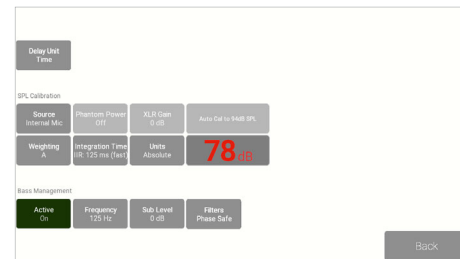 Delay Unit
Time
SPL Calibration
Source
Internal Mic
Phantom Power
Off
XLR Gain
0 dB
Auto Cal to 94dB SPL
Weighting
A
Integration Time
IIR: 125 ms (fast)
Units
Absolute
78 dB
Bass Management
Active
On
Frequency
125 Hz
Sub Level
0 dB
Filters
Phase Safe
Back